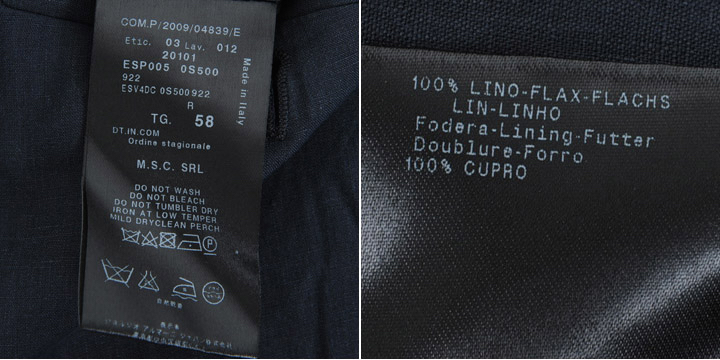 COM.P/2009/04839/E
Etic. 03 Lav. 012
20101
ESP005 0S500
922
ESV4DC 0S500922
R
TG. 58
DT.IN.COM
Ordine stagionale
M.S.C. SRL
DO NOT WASH
DO NOT BLEACH
DO NOT TUMBLER DRY
IRON AT LOW TEMPER
MILD DRYCLEAN PERCH
Made in Italy
100% LINO-FLAX-FLACHS
LIN-LINHO
Fodera-Lining-Futter
Doublure-Forro
100% CUPRO